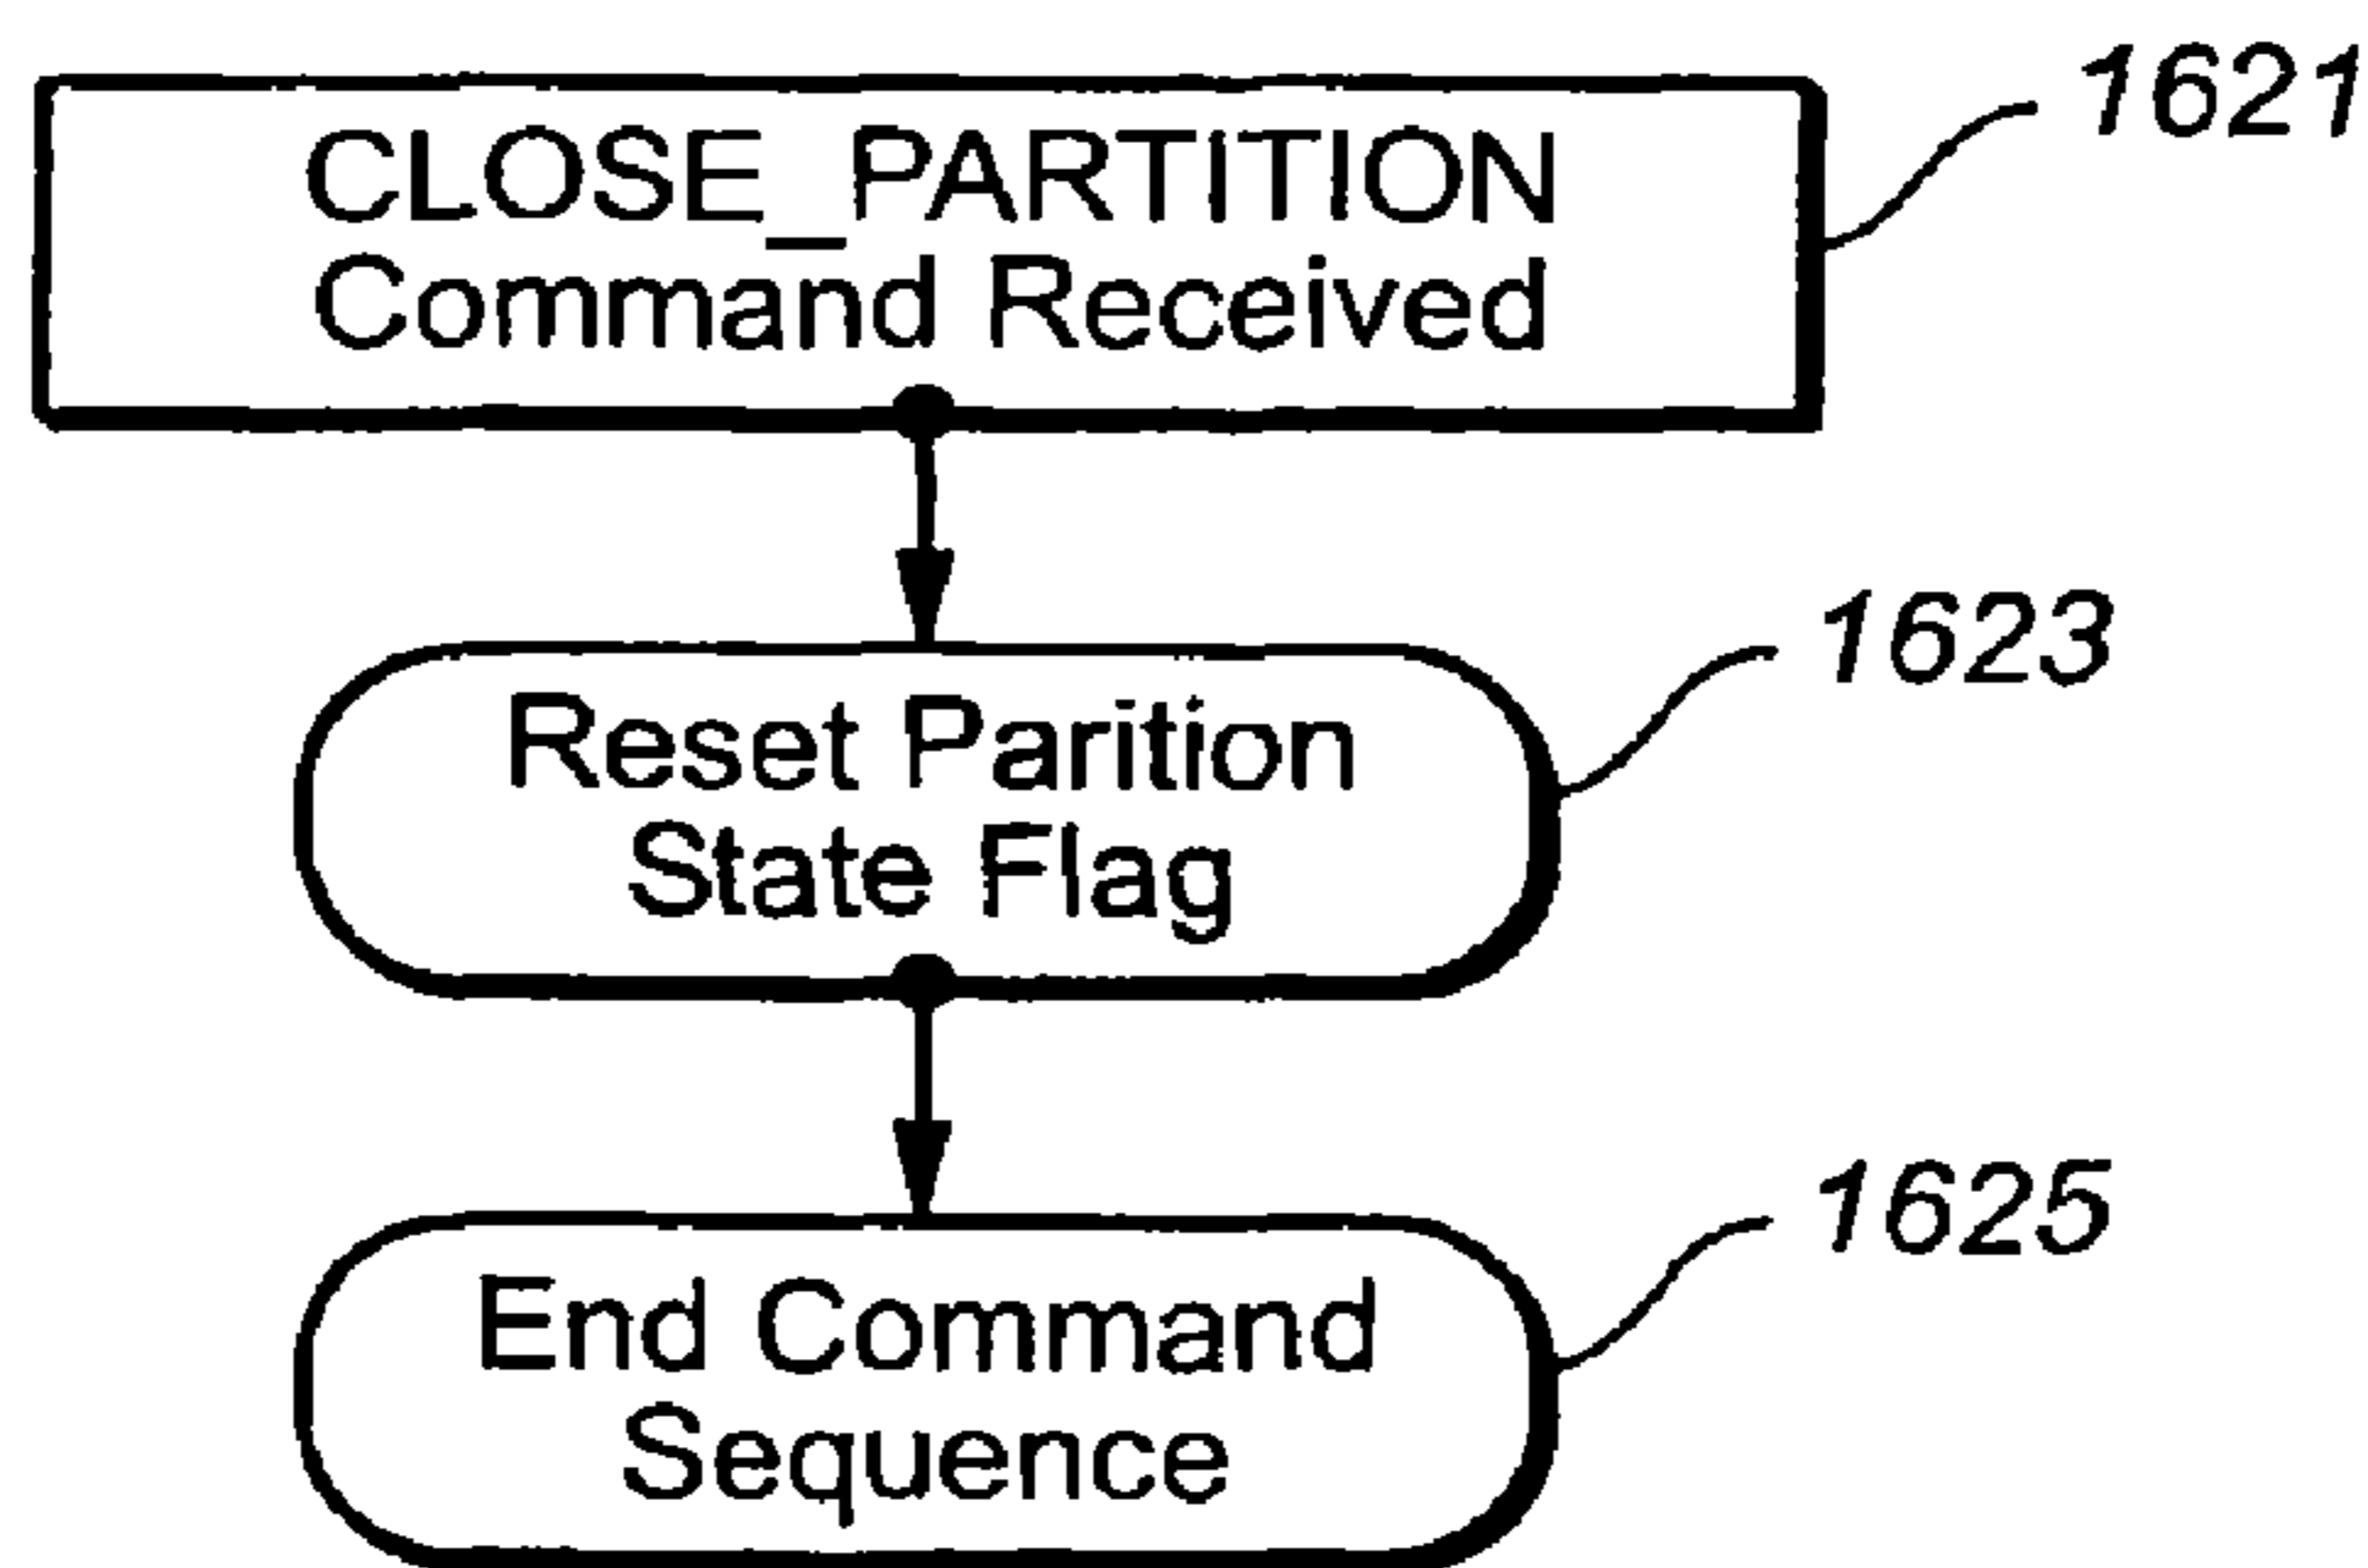 CLOSE_PARTITION
Command Received
1621
Reset Parition
State Flag
1623
End Command
Sequence
1625